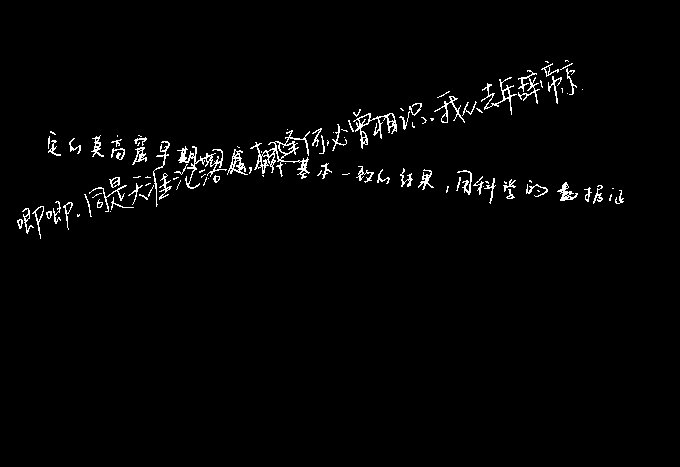 定的莫高窟早期 基本一致的结果,用科学的数据证
唧唧.同是天涯沦落人,相逢何必曾相识.我从去年辞帝京.